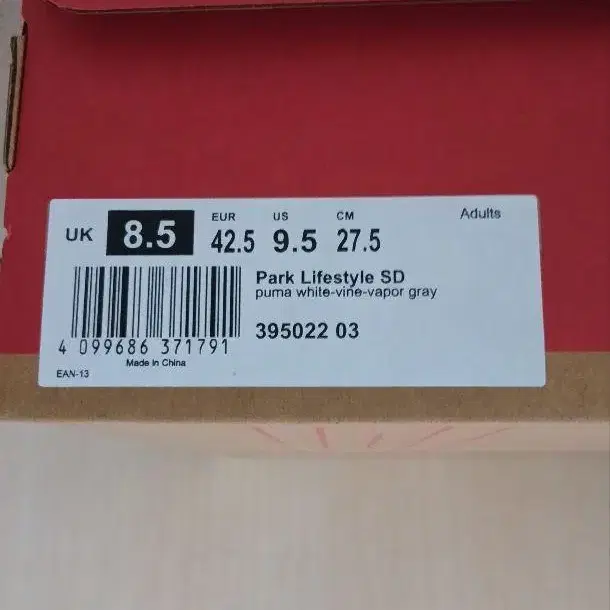 UK 8.5 EUR 42.5 US 9.5 CM 27.5 Adults
Park Lifestyle SD
puma white-vine-vapor gray
395022 03
4 099686 371791
Made in China
EAN-13